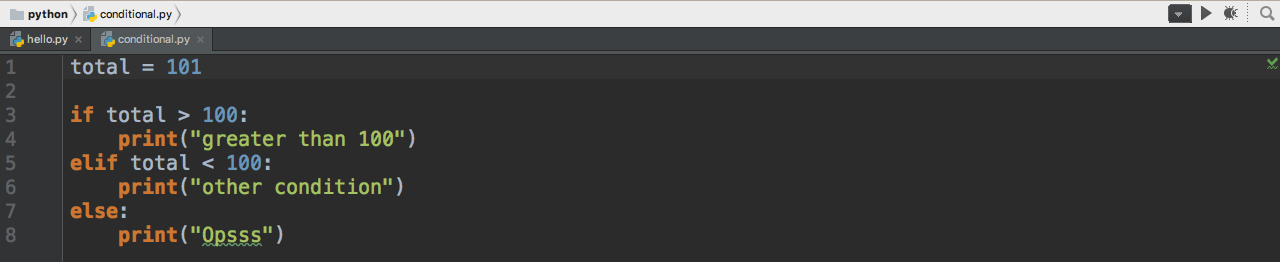 python conditional.py
hello.py × conditional.py ×
1 total = 101
2
3 if total > 100:
4     print("greater than 100")
5 elif total < 100:
6     print("other condition")
7 else:
8     print("Opsss")